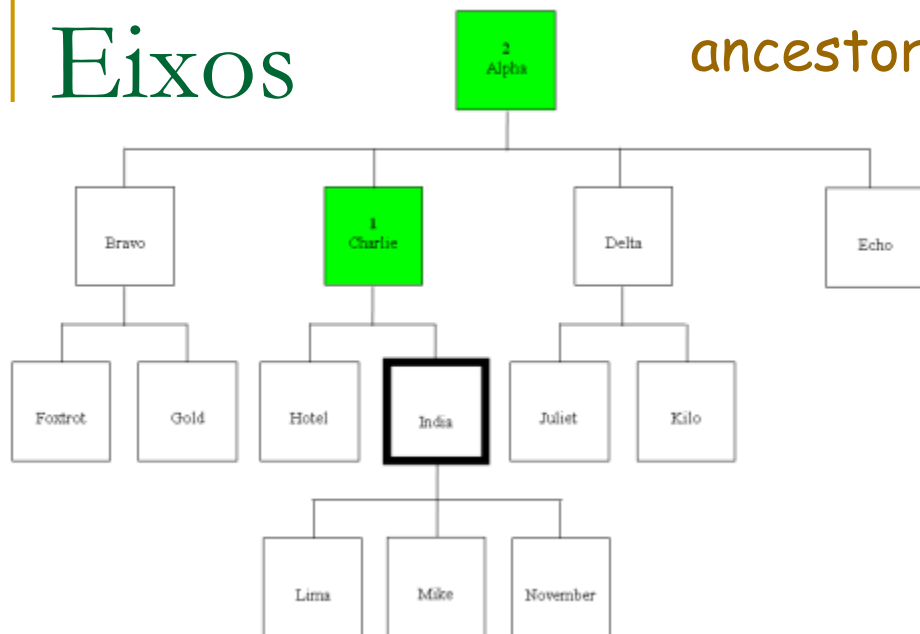 Eixos
ancestor
2
Alpha
Bravo
1
Charlie
Delta
Echo
Foxtrot
Gold
Hotel
India
Juliet
Kilo
Lima
Mike
November